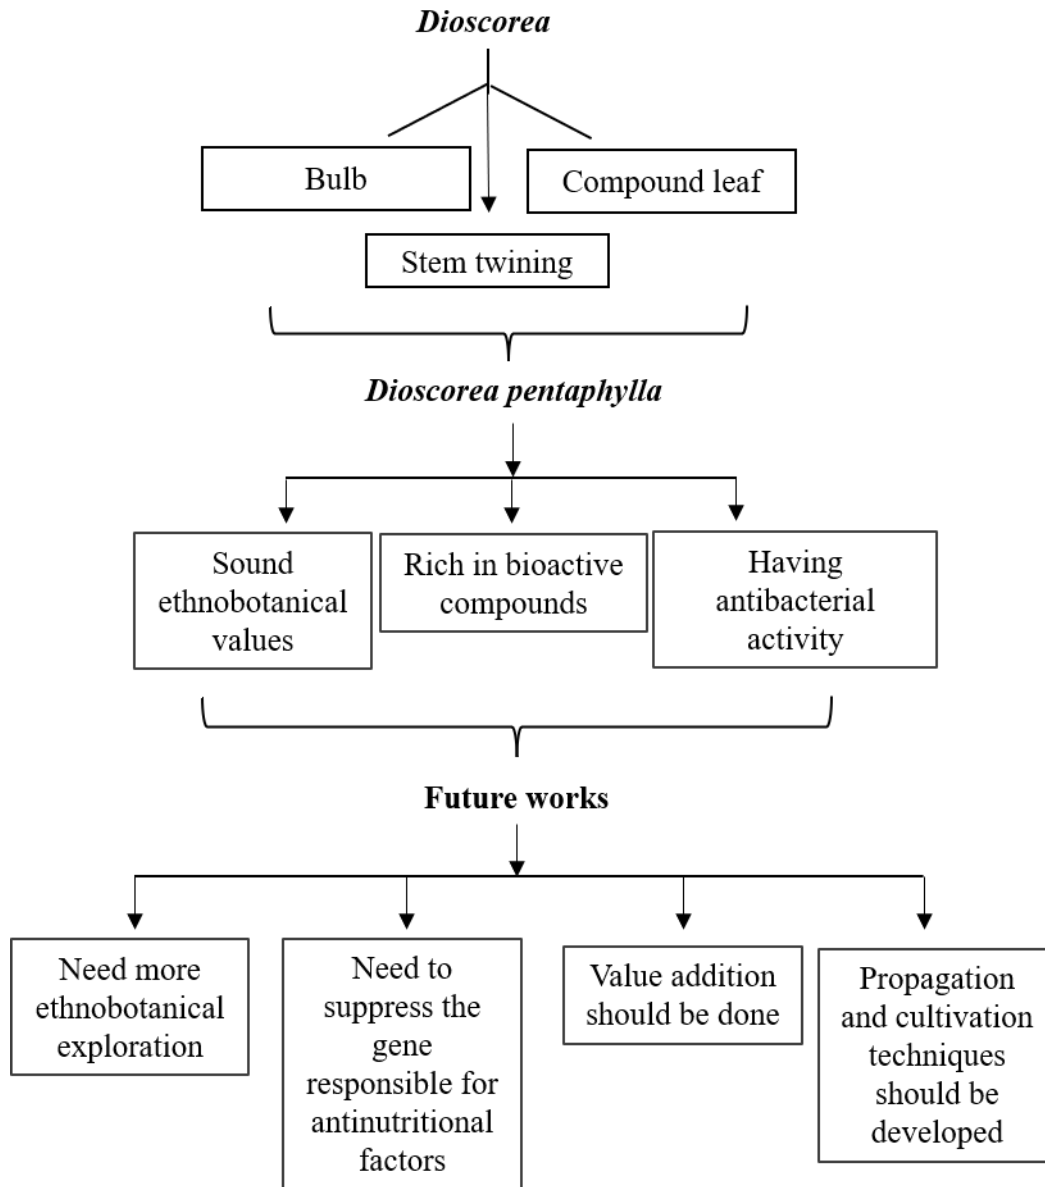 Dioscorea
Bulb
Compound leaf
Stem twining
Dioscorea pentaphylla
Sound
ethnobotanical
values
Rich in bioactive
compounds
Having
antibacterial
activity
Future works
Need more
ethnobotanical
exploration
Need to
suppress the
gene
responsible for
antinutritional
factors
Value addition
should be done
Propagation
and cultivation
techniques
should be
developed